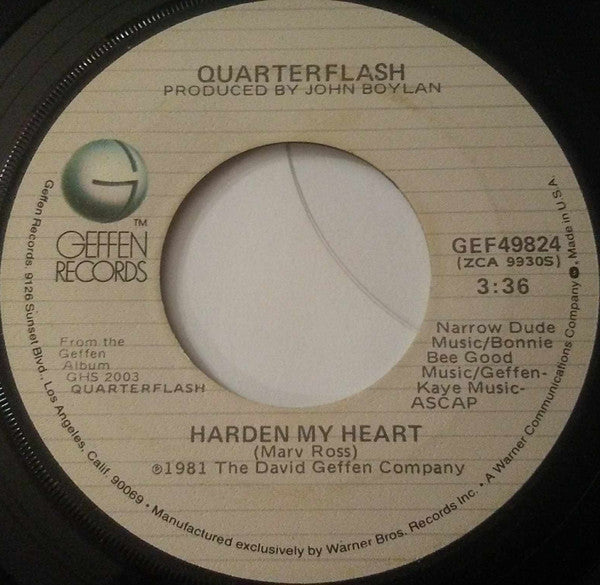 QUARTERFLASH
PRODUCED BY JOHN BOYLAN
G
TM
GEFFEN
RECORDS
GEF49824
(ZCA 9930S)
3:36
From the
Geffen
Album
GHS 2003
QUARTERFLASH
Narrow Dude
Music/Bonnie
Bee Good
Music/Geffen-
Kaye Music-
ASCAP
HARDEN MY HEART
(Marv Ross)
℗1981 The David Geffen Company
Geffen Records 9126 Sunset Blvd., Los Angeles, Calif. 90069 • Manufactured exclusively by Warner Bros. Records Inc. • A Warner Communications Company, Made in U.S.A.